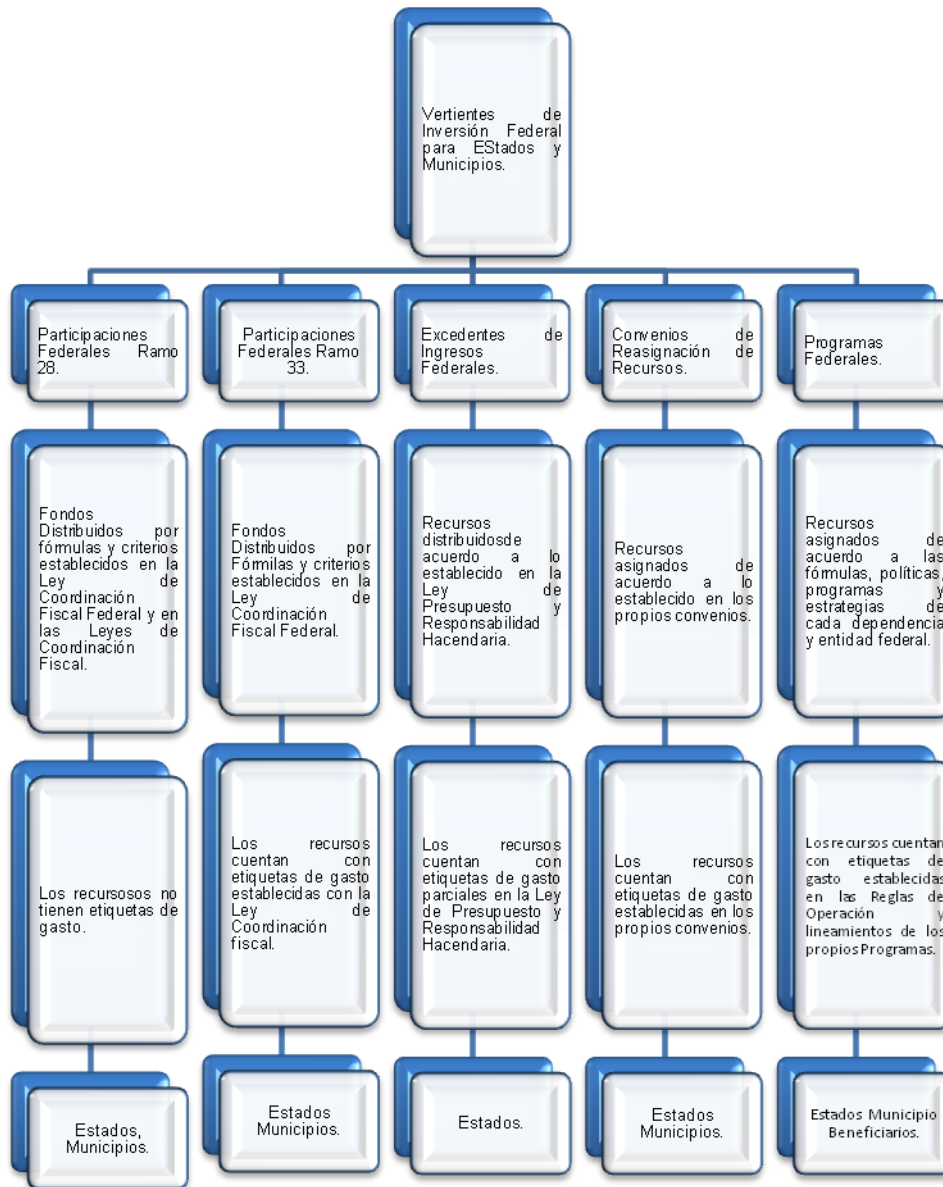 Vertientes de
Inversión Federal
para EStados y
Municipios.
Participaciones
Federales Ramo
28.
Participaciones
Federales Ramo
33.
Excedentes de
Ingresos
Federales.
Convenios de
Reasignación de
Recursos.
Programas
Federales.
Fondos
Distribuidos por
fórmulas y criterios
establecidos en la
Ley de
Coordinación
Fiscal Federal y en
las Leyes de
Coordinación
Fiscal.
Fondos
Distribuidos por
Fórmilas y criterios
establecidos en la
Ley de
Coordinación
Fiscal Federal.
Recursos
distribuidosde
acuerdo a lo
establecido en la
Ley de
Presupuesto y
Responsabilidad
Hacendaria.
Recursos
asignados de
acuerdo a lo
establecido en los
propios convenios.
Recursos
asignados de
acuerdo a las
fórmulas, políticas,
programas y
estrategias de
cada dependencia
y entidad federal.
Los recursosos no
tienen etiquetas de
gasto.
Los recursos
cuentan con
etiquetas de gasto
establecidas con la
Ley de
Coordinación
fiscal.
Los recursos
cuentan con
etiquetas de gasto
parciales en la Ley
de Presupuesto y
Responsabilidad
Hacendaria.
Los recursos
cuentan con
etiquetas de gasto
establecidas en los
propios convenios.
Los recursos cuentan
con etiquetas de
gasto establecidas
en las Reglas de
Operación y
lineamientos de los
propios Programas.
Estados,
Municipios.
Estados
Municipios.
Estados.
Estados
Municipios.
Estados Municipio
Beneficiarios.